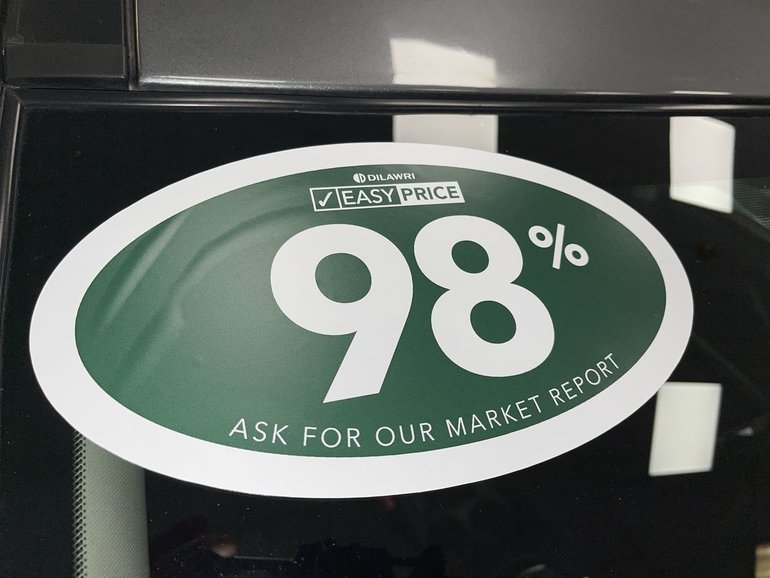 DILAWRI
EASY PRICE
98%
ASK FOR OUR MARKET REPORT